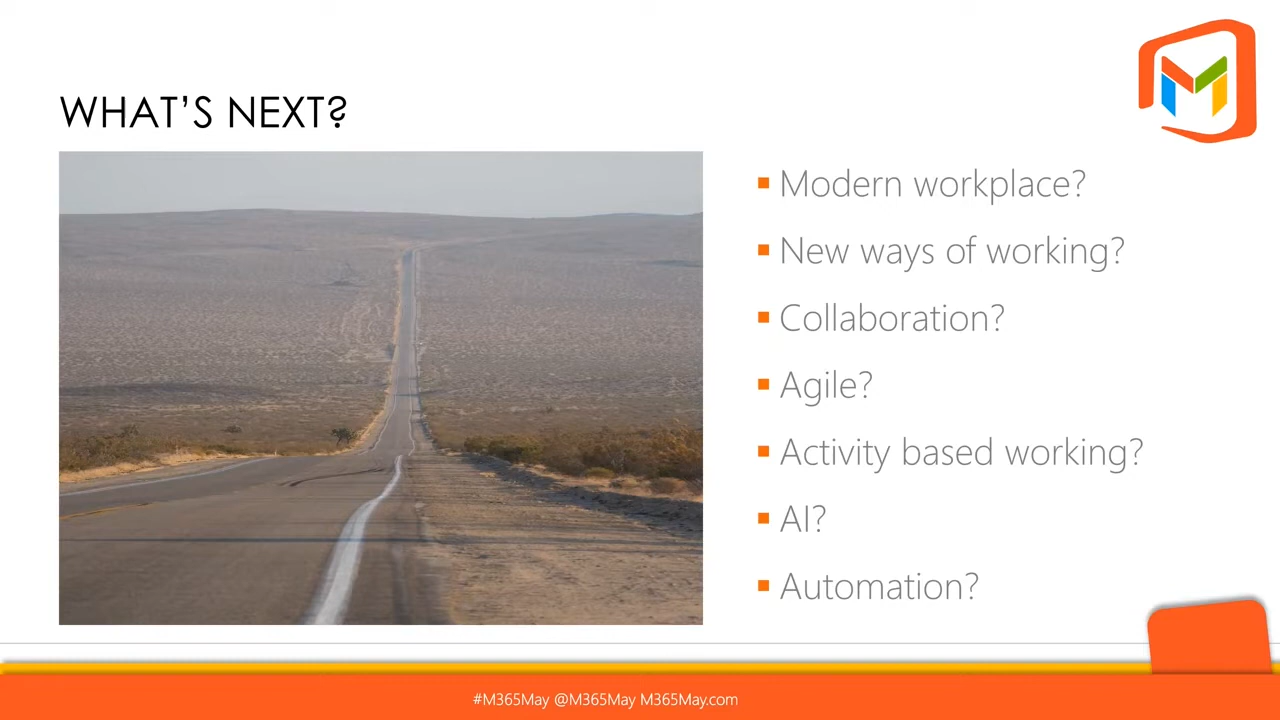 WHAT'S NEXT?
Modern workplace?
New ways of working?
Collaboration?
Agile?
Activity based working?
AI?
Automation?
#M365May @M365May M365May.com